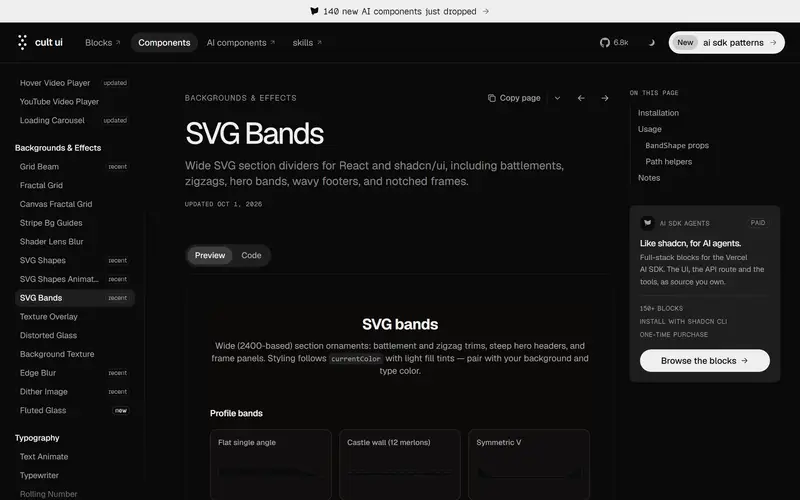 140 new AI components just dropped →
cult ui
Blocks ↗
Components
AI components ↗
skills ↗
6.8k
New ai sdk patterns →
Hover Video Player updated
YouTube Video Player
Loading Carousel updated
Backgrounds & Effects
Grid Beam recent
Fractal Grid
Canvas Fractal Grid
Stripe Bg Guides
Shader Lens Blur
SVG Shapes recent
SVG Shapes Animat... recent
SVG Bands recent
Texture Overlay
Distorted Glass
Background Texture
Edge Blur recent
Dither Image recent
Fluted Glass new
Typography
Text Animate
Typewriter
Rolling Number
BACKGROUNDS & EFFECTS
Copy page
SVG Bands
Wide SVG section dividers for React and shadcn/ui, including battlements,
zigzags, hero bands, wavy footers, and notched frames.
UPDATED OCT 1, 2026
Preview
Code
SVG bands
Wide (2400-based) section ornaments: battlement and zigzag trims, steep hero headers, and
frame panels. Styling follows currentColor with light fill tints — pair with your background and
type color.
Profile bands
Flat single angle
Castle wall (12 merlons)
Symmetric V
ON THIS PAGE
Installation
Usage
BandShape props
Path helpers
Notes
AI SDK AGENTS PAID
Like shadcn, for AI agents.
Full-stack blocks for the Vercel
AI SDK. The UI, the API route and the
tools, as source you own.
150+ BLOCKS
INSTALL WITH SHADCN CLI
ONE-TIME PURCHASE
Browse the blocks →